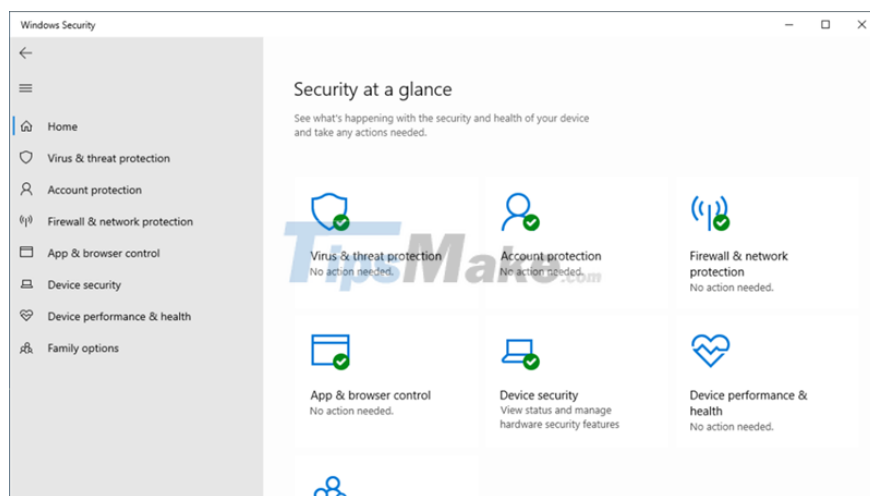 Windows Security
Home
Virus & threat protection
Account protection
Firewall & network protection
App & browser control
Device security
Device performance & health
Family options
Security at a glance
See what's happening with the security and health of your device
and take any actions needed.
Virus & threat protection
No action needed.
Account protection
No action needed.
Firewall & network
protection
No action needed.
TipsMake.com
App & browser control
No action needed.
Device security
View status and manage
hardware security features
Device performance &
health
No action needed.